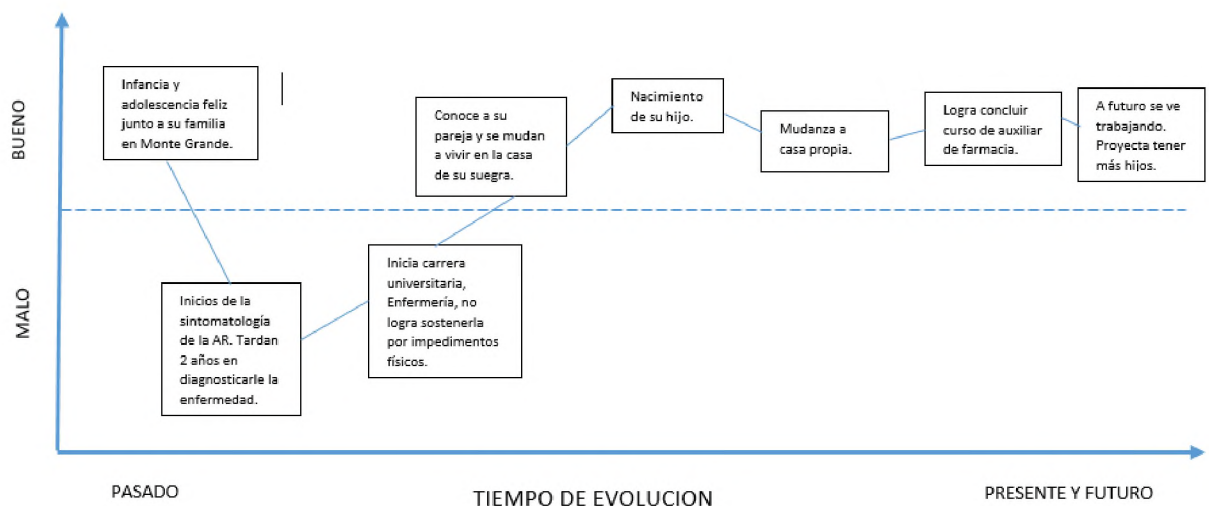 BUENO
MALO
Infancia y
adolescencia feliz
junto a su familia
en Monte Grande.
Inicios de la
sintomatología
de la AR. Tardan
2 años en
diagnosticarle la
enfermedad.
Inicia carrera
universitaria,
Enfermería, no
logra sostenerla
por impedimentos
físicos.
Conoce a su
pareja y se mudan
a vivir en la casa
de su suegra.
Nacimiento
de su hijo.
Mudanza a
casa propia.
Logra concluir
curso de auxiliar
de farmacia.
A futuro se ve
trabajando.
Proyecta tener
más hijos.
PASADO
TIEMPO DE EVOLUCION
PRESENTE Y FUTURO